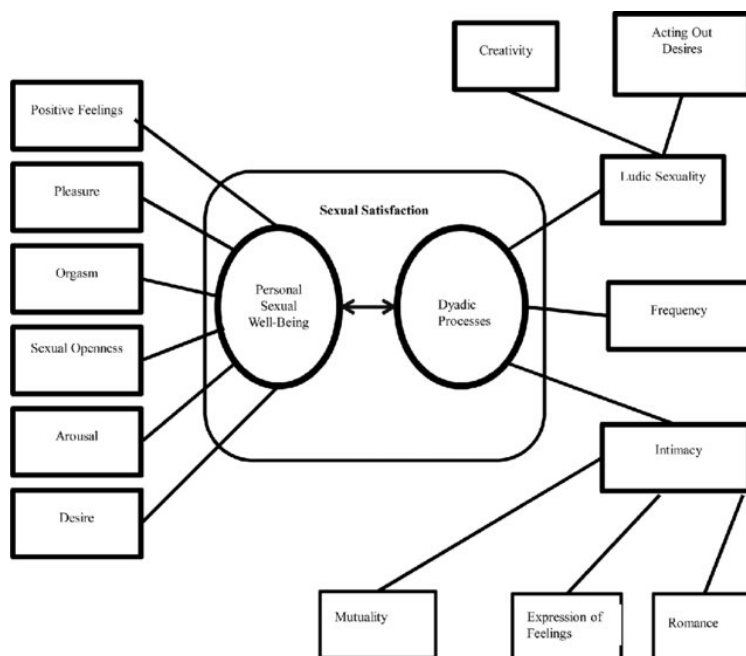 Creativity
Acting Out
Desires
Positive Feelings
Pleasure
Ludic Sexuality
Sexual Satisfaction
Orgasm
Personal
Sexual
Well-Being
Dyadic
Processes
Frequency
Sexual Openness
Arousal
Intimacy
Desire
Mutuality
Expression of
Feelings
Romance